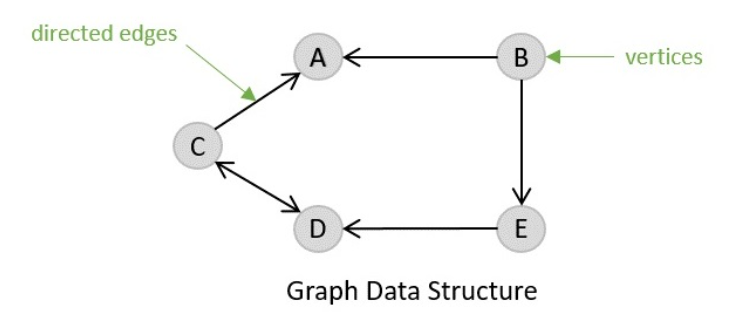 directed edges
A
B
vertices
C
D
E
Graph Data Structure